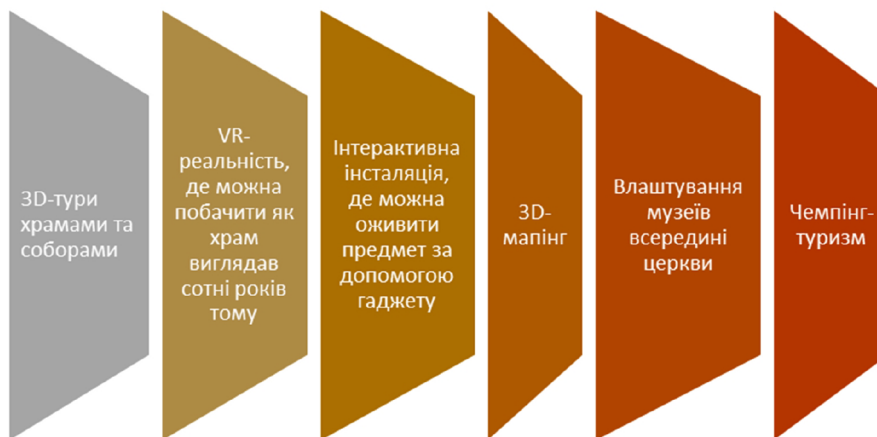 3D-тури
храмами та
соборами
VR-
реальність,
де можна
побачити як
храм
виглядав
сотні років
тому
Інтерактивна
інсталяція,
де можна
оживити
предмет за
допомогою
гаджету
3D-
мапінг
Влаштування
музеїв
всередині
церкви
Чемпінг-
туризм